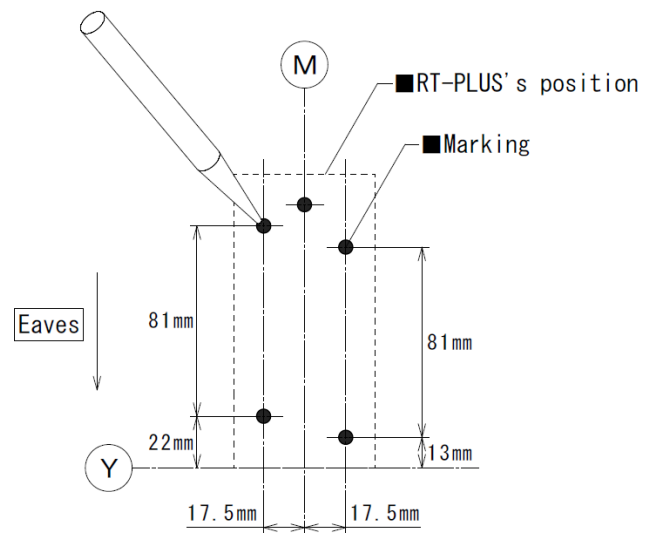 M
■RT-PLUS's position
■Marking
Eaves
81mm
81mm
22mm
13mm
Y
17.5mm
17.5mm